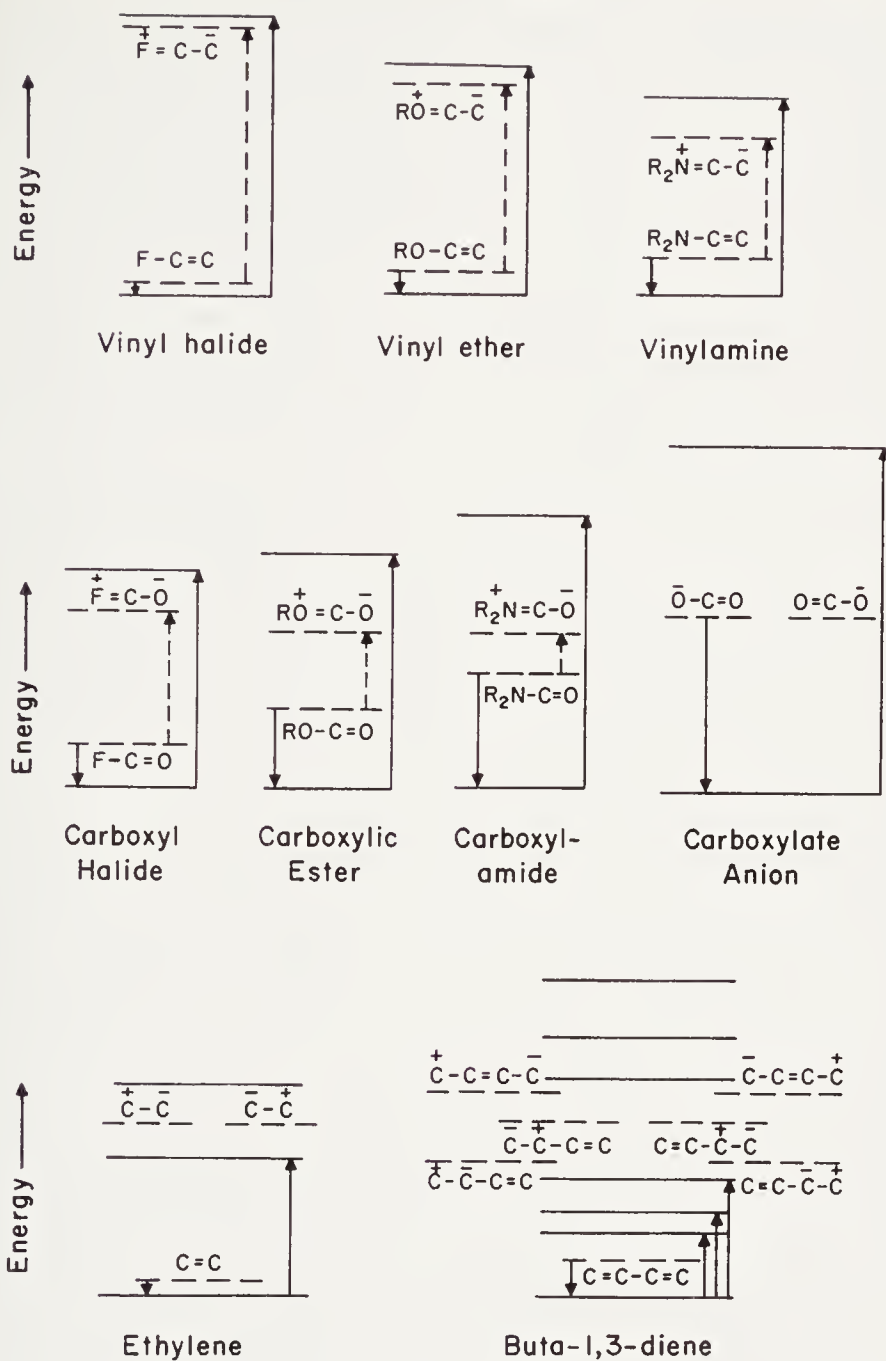 Energy
F⁺=C-C⁻
F-C=C
Vinyl halide
RO⁺=C-C⁻
RO-C=C
Vinyl ether
R₂N⁺=C-C⁻
R₂N-C=C
Vinylamine
Energy
F⁺=C-O⁻
F-C=O
Carboxyl
Halide
RO⁺=C-O⁻
RO-C=O
Carboxylic
Ester
R₂N⁺=C-O⁻
R₂N-C=O
Carboxyl-
amide
O⁻-C=O O=C-O⁻
Carboxylate
Anion
Energy
C⁺-C⁻ C⁻-C⁺
C=C
Ethylene
C⁺-C=C-C⁻ C⁻-C=C-C⁺
C⁻-C⁺-C=C C=C-C⁺-C⁻
C⁺-C⁻-C=C C=C-C⁻-C⁺
C=C-C=C
Buta-1,3-diene